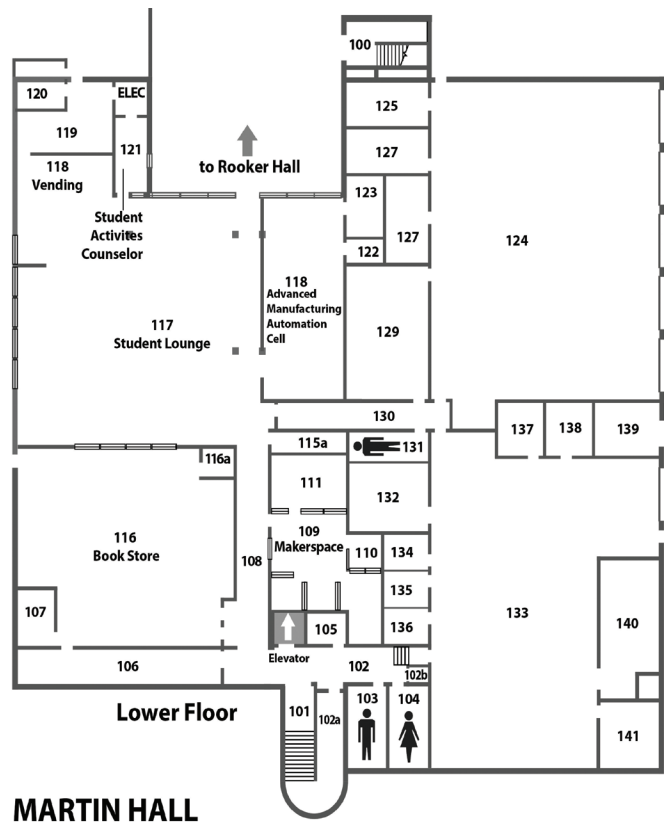 100
120
ELEC
125
119
121
127
118
Vending
to Rooker Hall
123
Student
Activites
Counselor
127
124
122
118
Advanced
Manufacturing
Automation
Cell
117
Student Lounge
129
130
137
138
139
115a
131
116a
111
132
116
Book Store
109
Makerspace
108
110
134
135
107
105
136
133
140
Elevator
106
102
102b
Lower Floor
101
102a
103
104
141
MARTIN HALL